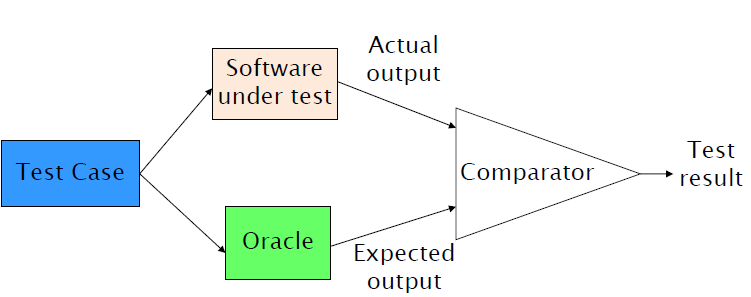 Test Case
Software
under test
Actual
output
Oracle
Expected
output
Comparator
Test
result